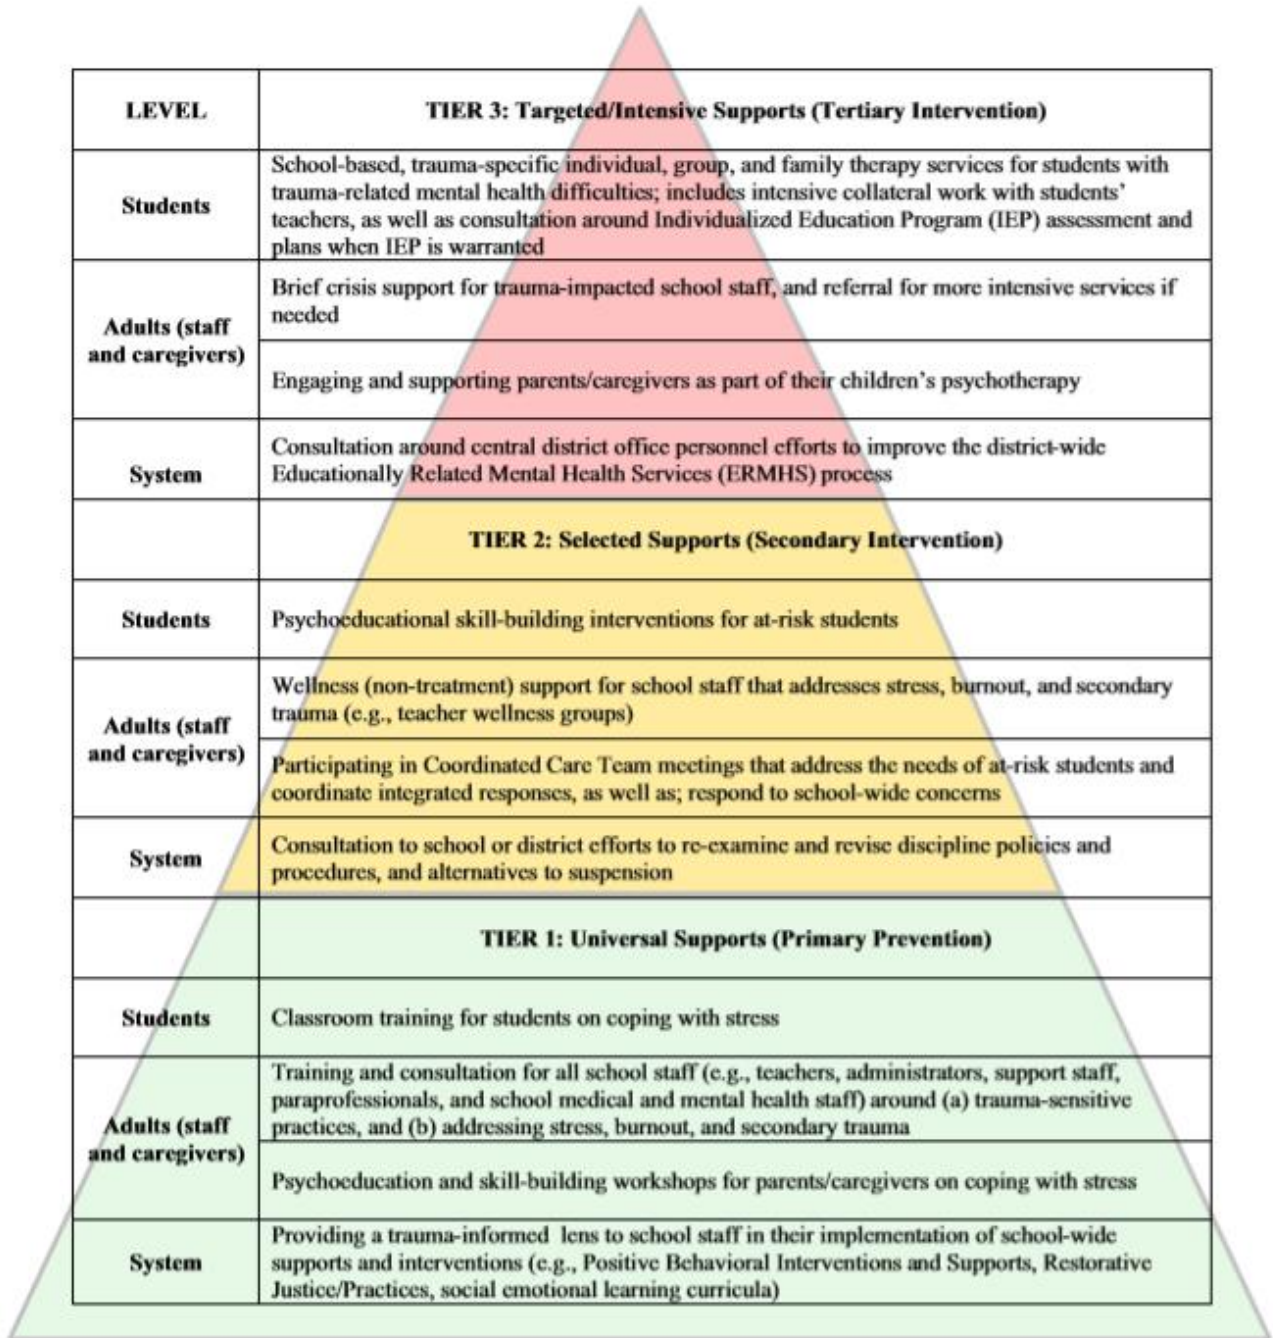 LEVEL
TIER 3: Targeted/Intensive Supports (Tertiary Intervention)
Students
School-based, trauma-specific individual, group, and family therapy services for students with
trauma-related mental health difficulties; includes intensive collateral work with students'
teachers, as well as consultation around Individualized Education Program (IEP) assessment and
plans when IEP is warranted
Adults (staff
and caregivers)
Brief crisis support for trauma-impacted school staff, and referral for more intensive services if
needed
Engaging and supporting parents/caregivers as part of their children's psychotherapy
System
Consultation around central district office personnel efforts to improve the district-wide
Educationally Related Mental Health Services (ERMHS) process
TIER 2: Selected Supports (Secondary Intervention)
Students
Psychoeducational skill-building interventions for at-risk students
Adults (staff
and caregivers)
Wellness (non-treatment) support for school staff that addresses stress, burnout, and secondary
trauma (e.g., teacher wellness groups)
Participating in Coordinated Care Team meetings that address the needs of at-risk students and
coordinate integrated responses, as well as; respond to school-wide concerns
System
Consultation to school or district efforts to re-examine and revise discipline policies and
procedures, and alternatives to suspension
TIER 1: Universal Supports (Primary Prevention)
Students
Classroom training for students on coping with stress
Adults (staff
and caregivers)
Training and consultation for all school staff (e.g., teachers, administrators, support staff,
paraprofessionals, and school medical and mental health staff) around (a) trauma-sensitive
practices, and (b) addressing stress, burnout, and secondary trauma
Psychoeducation and skill-building workshops for parents/caregivers on coping with stress
System
Providing a trauma-informed lens to school staff in their implementation of school-wide
supports and interventions (e.g., Positive Behavioral Interventions and Supports, Restorative
Justice/Practices, social emotional learning curricula)